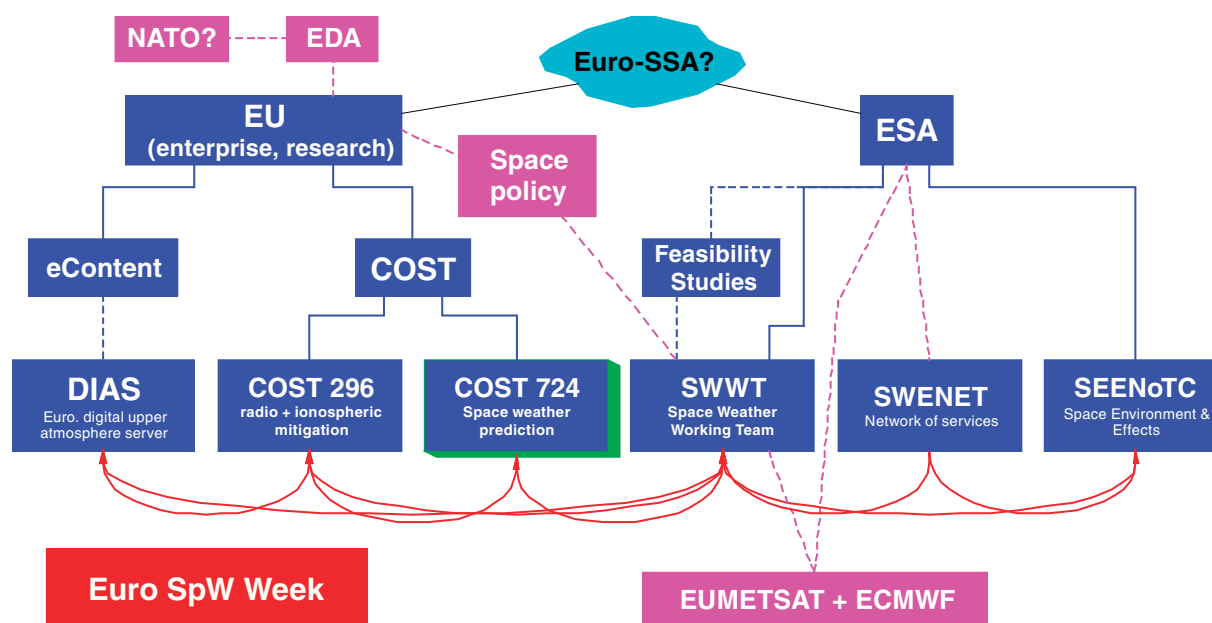 NATO?
EDA
Euro-SSA?
EU
(enterprise, research)
ESA
Space
policy
eContent
COST
Feasibility
Studies
DIAS
Euro. digital upper
atmosphere server
COST 296
radio + ionospheric
mitigation
COST 724
Space weather
prediction
SWWT
Space Weather
Working Team
SWENET
Network of services
SEENoTC
Space Environment &
Effects
Euro SpW Week
EUMETSAT + ECMWF